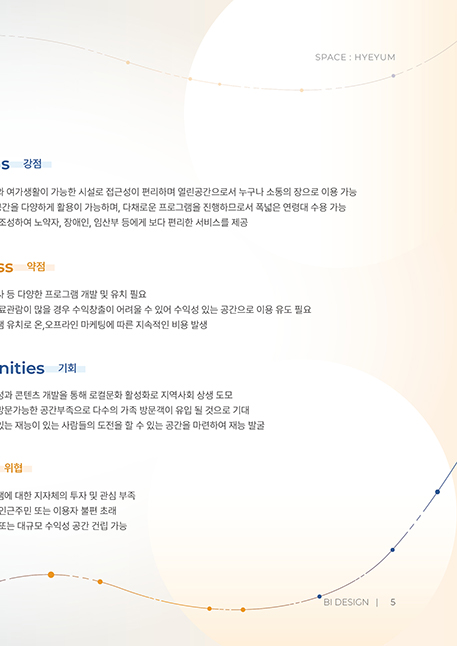 SPACE : HYEYUM
s 강점
와 여가생활이 가능한 시설로 접근성이 편리하며 열린공간으로서 누구나 소통의 장으로 이용 가능
공간을 다양하게 활용이 가능하며, 다채로운 프로그램을 진행하므로서 폭넓은 연령대 수용 가능
조성하여 노약자, 장애인, 임산부 등에게 보다 편리한 서비스를 제공
ss 약점
사 등 다양한 프로그램 개발 및 유치 필요
료관람이 많을 경우 수익창출이 어려울 수 있어 수익성 있는 공간으로 이용 유도 필요
램 유치로 온,오프라인 마케팅에 따른 지속적인 비용 발생
nities 기회
성과 콘텐츠 개발을 통해 로컬문화 활성화로 지역사회 상생 도모
방문가능한 공간부족으로 다수의 가족 방문객이 유입 될 것으로 기대
있는 재능이 있는 사람들의 도전을 할 수 있는 공간을 마련하여 재능 발굴
위협
램에 대한 지자체의 투자 및 관심 부족
인근주민 또는 이용자 불편 초래
또는 대규모 수익성 공간 건립 가능
BI DESIGN | 5